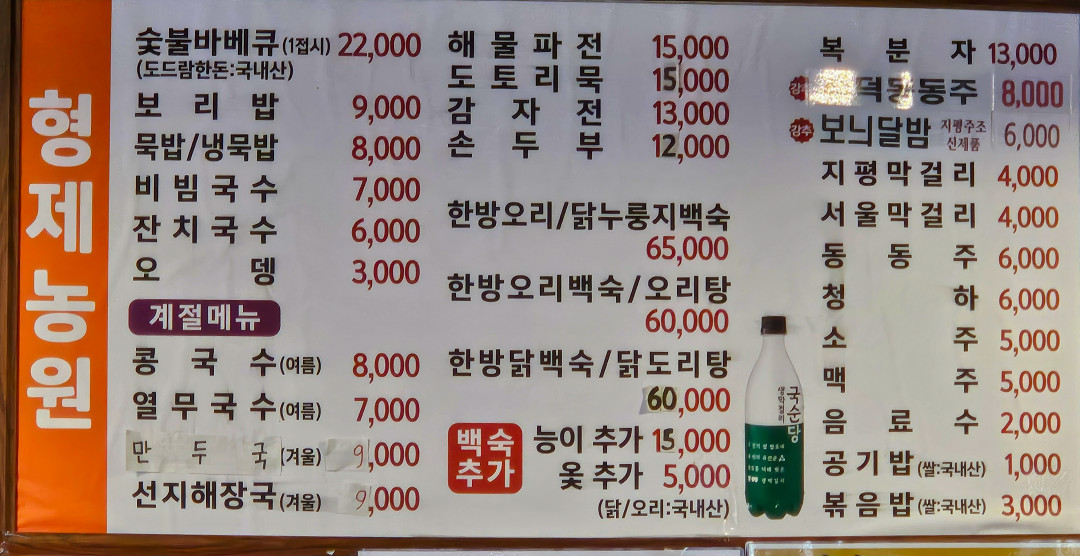 형제농원
숯불바베큐(1접시) 22,000
(도드람한돈:국내산)
보리밥 9,000
묵밥/냉묵밥 8,000
비빔국수 7,000
잔치국수 6,000
오뎅 3,000
계절메뉴
콩국수(여름) 8,000
열무국수(여름) 7,000
만두국(겨울) 9,000
선지해장국(겨울) 9,000
해물파전 15,000
도토리묵 15,000
감자전 13,000
손두부 12,000
한방오리/닭누룽지백숙
65,000
한방오리백숙/오리탕
60,000
한방닭백숙/닭도리탕
60,000
백숙
추가
능이 추가 15,000
옻 추가 5,000
(닭/오리:국내산)
복분자 13,000
동주 8,000
강추 보늬달밤 지평주조 신제품 6,000
지평막걸리 4,000
서울막걸리 4,000
동동주 6,000
청하 6,000
소주 5,000
맥주 5,000
음료수 2,000
공기밥(쌀:국내산) 1,000
볶음밥(쌀:국내산) 3,000
국순당
생막걸리